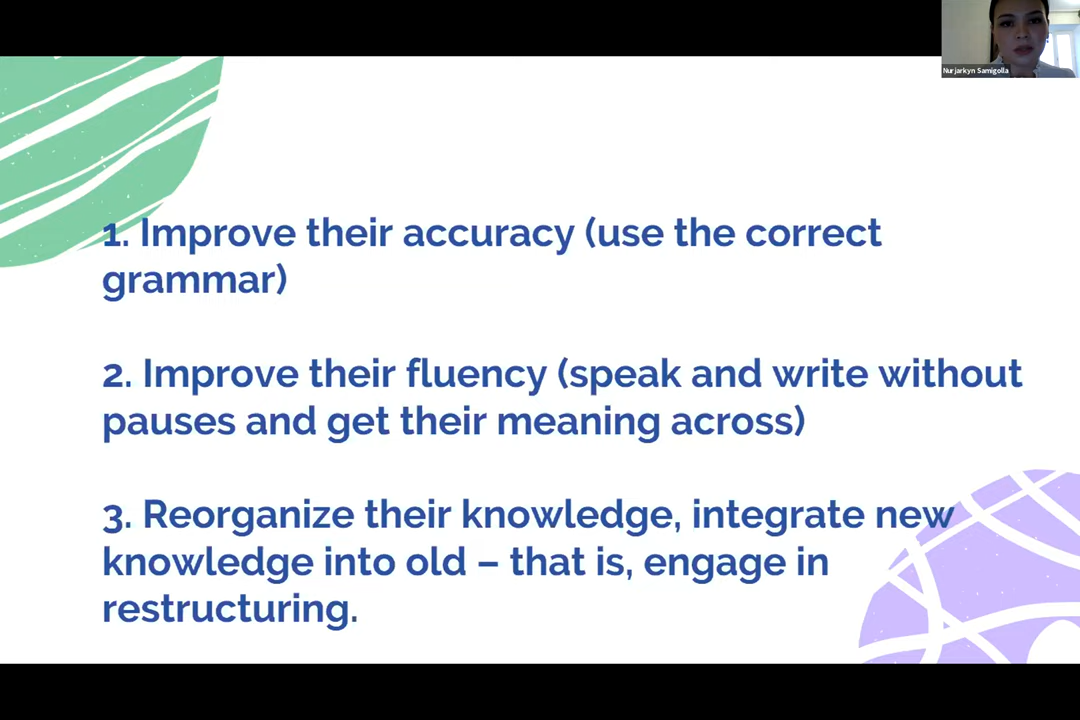 Nurjarkyn Samigolla
1. Improve their accuracy (use the correct
grammar)
2. Improve their fluency (speak and write without
pauses and get their meaning across)
3. Reorganize their knowledge, integrate new
knowledge into old – that is, engage in
restructuring.